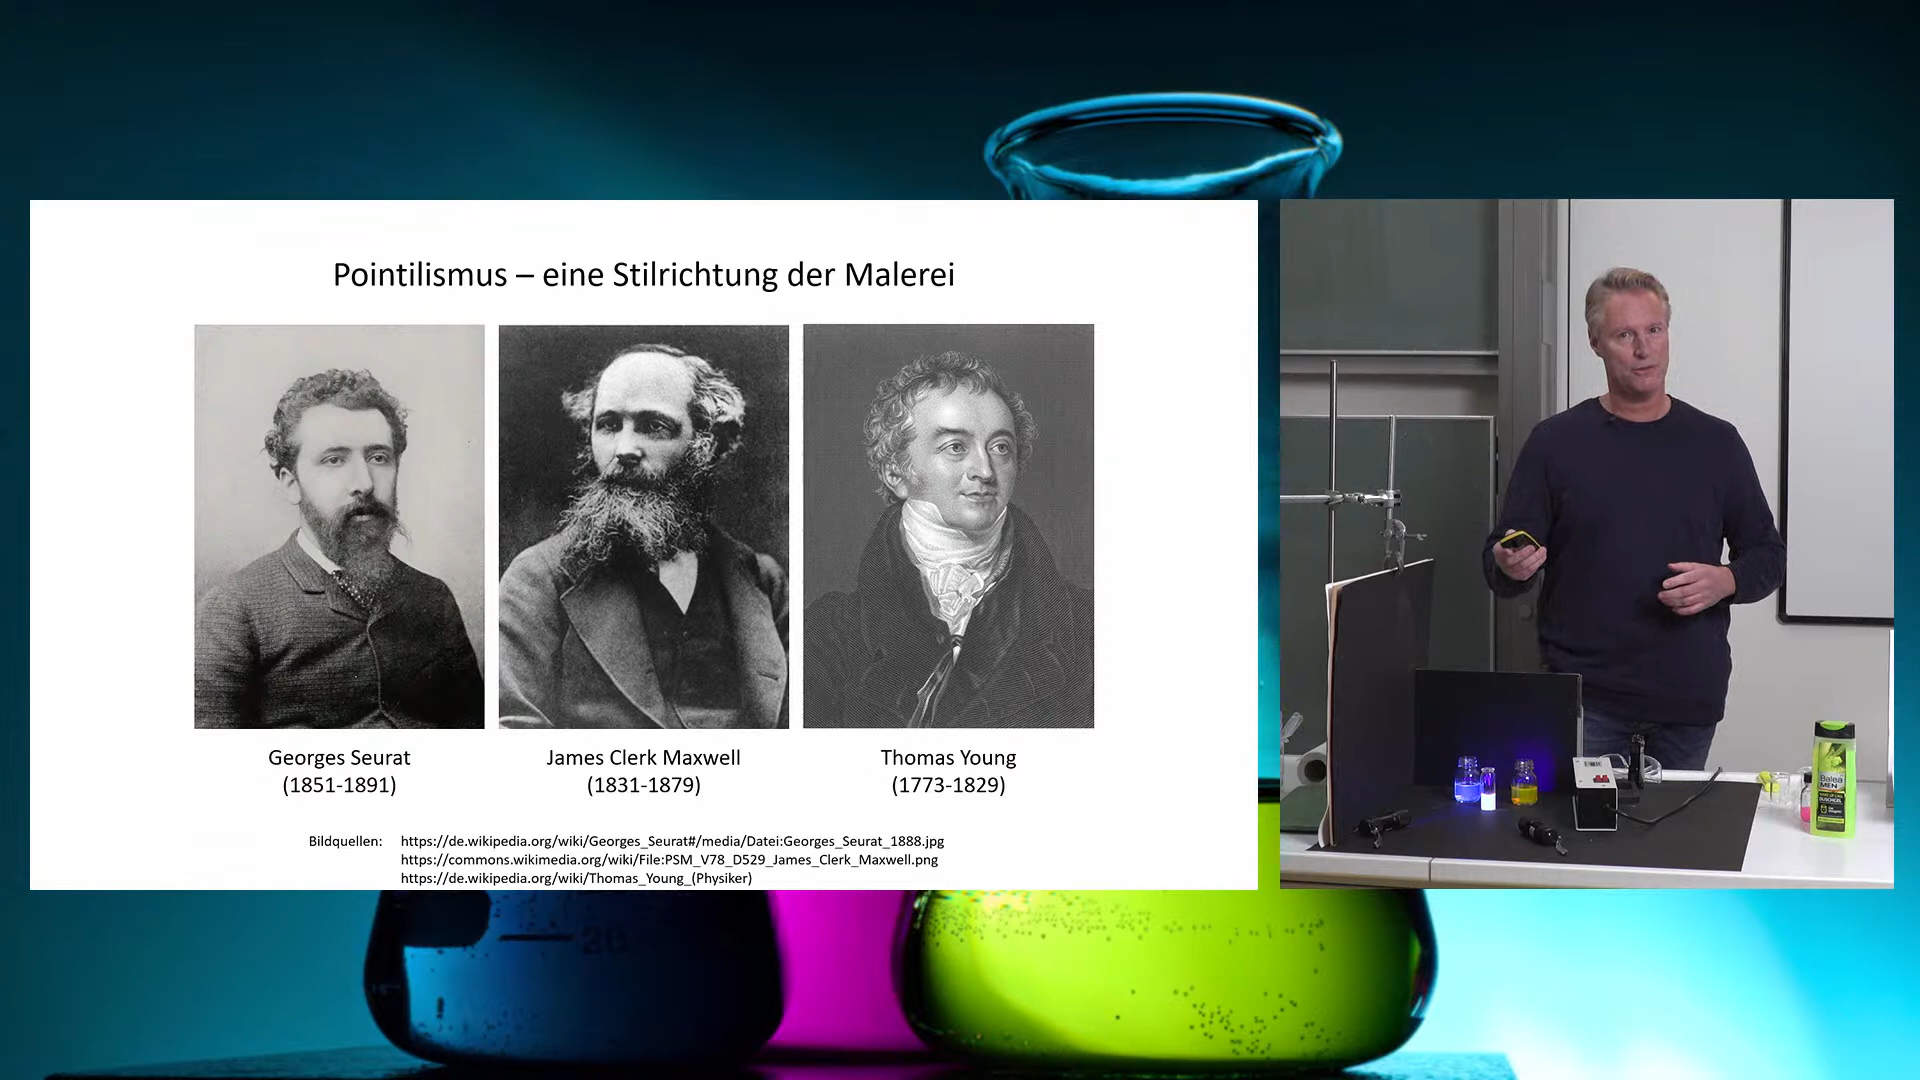 Pointilismus – eine Stilrichtung der Malerei
Georges Seurat
(1851-1891)
James Clerk Maxwell
(1831-1879)
Thomas Young
(1773-1829)
Bildquellen: https://de.wikipedia.org/wiki/Georges_Seurat#/media/Datei:Georges_Seurat_1888.jpg
https://commons.wikimedia.org/wiki/File:PSM_V78_D529_James_Clerk_Maxwell.png
https://de.wikipedia.org/wiki/Thomas_Young_(Physiker)
Balea
MEN